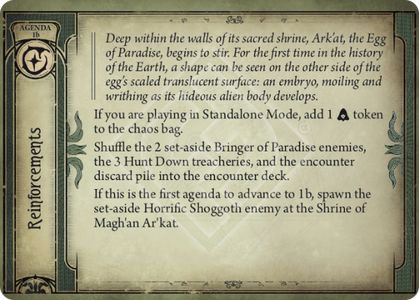 AGENDA
1b
Reinforcements
Deep within the walls of its sacred shrine, Ark'at, the Egg
of Paradise, begins to stir. For the first time in the history
of the Earth, a shape can be seen on the other side of the
egg's scaled translucent surface: an embryo, moiling and
writhing as its hideous alien body develops.
If you are playing in Standalone Mode, add 1 token
to the chaos bag.
Shuffle the 2 set-aside Bringer of Paradise enemies,
the 3 Hunt Down treacheries, and the encounter
discard pile into the encounter deck.
If this is the first agenda to advance to 1b, spawn the
set-aside Horrific Shoggoth enemy at the Shrine of
Magh'an Ar'kat.